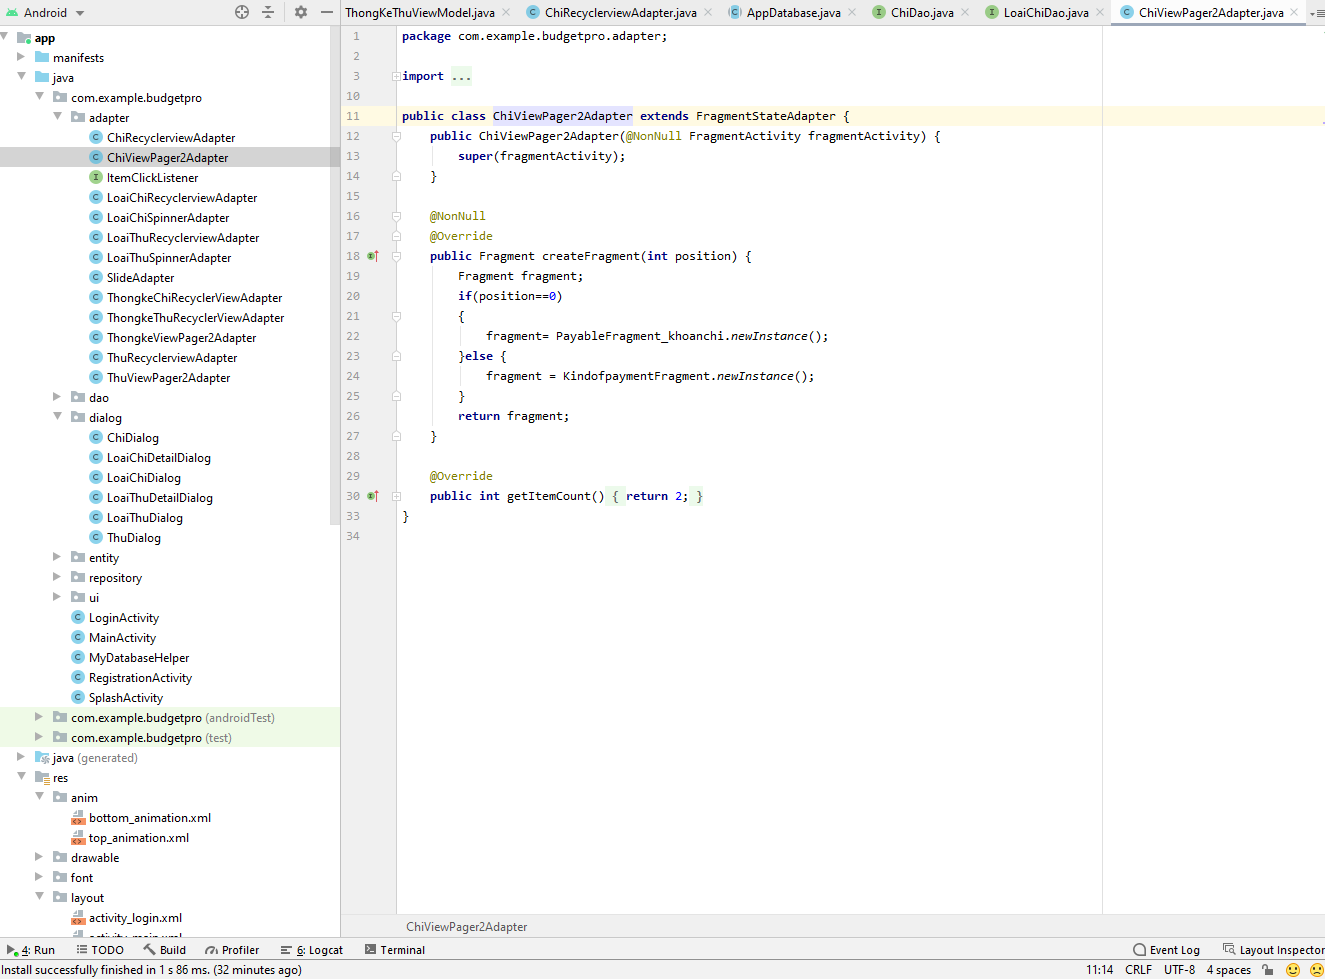 Android
ThongKeThuViewModel.java
ChiRecyclerviewAdapter.java
AppDatabase.java
ChiDao.java
LoaiChiDao.java
ChiViewPager2Adapter.java
app
manifests
java
com.example.budgetpro
adapter
ChiRecyclerviewAdapter
ChiViewPager2Adapter
ItemClickListener
LoaiChiRecyclerviewAdapter
LoaiChiSpinnerAdapter
LoaiThuRecyclerviewAdapter
LoaiThuSpinnerAdapter
SlideAdapter
ThongkeChiRecyclerViewAdapter
ThongkeThuRecyclerViewAdapter
ThongkeViewPager2Adapter
ThuRecyclerviewAdapter
ThuViewPager2Adapter
dao
dialog
ChiDialog
LoaiChiDetailDialog
LoaiChiDialog
LoaiThuDetailDialog
LoaiThuDialog
ThuDialog
entity
repository
ui
LoginActivity
MainActivity
MyDatabaseHelper
RegistrationActivity
SplashActivity
com.example.budgetpro (androidTest)
com.example.budgetpro (test)
java (generated)
res
anim
bottom_animation.xml
top_animation.xml
drawable
font
layout
activity_login.xml
activity_main.xml
1 package com.example.budgetpro.adapter;
2
3 import ...
10
11 public class ChiViewPager2Adapter extends FragmentStateAdapter {
12 public ChiViewPager2Adapter(@NonNull FragmentActivity fragmentActivity) {
13 super(fragmentActivity);
14 }
15
16 @NonNull
17 @Override
18 public Fragment createFragment(int position) {
19 Fragment fragment;
20 if(position==0)
21 {
22 fragment= PayableFragment_khoanchi.newInstance();
23 }else {
24 fragment = KindofpaymentFragment.newInstance();
25 }
26 return fragment;
27 }
28
29 @Override
30 public int getItemCount() { return 2; }
33 }
34
ChiViewPager2Adapter
4: Run
TODO
Build
Profiler
6: Logcat
Terminal
Event Log
Layout Inspector
Install successfully finished in 1 s 86 ms. (32 minutes ago)
11:14 CRLF UTF-8 4 spaces